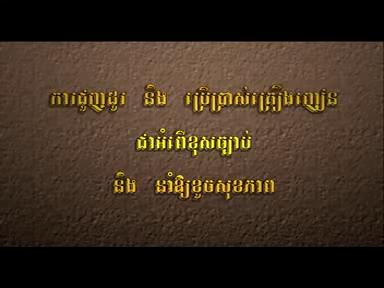 ការជួញដូរ នឹង ប្រើប្រាស់គ្រឿងញៀន
ជាអំពើខុសច្បាប់
នឹង នាំឱ្យខូចសុខភាព